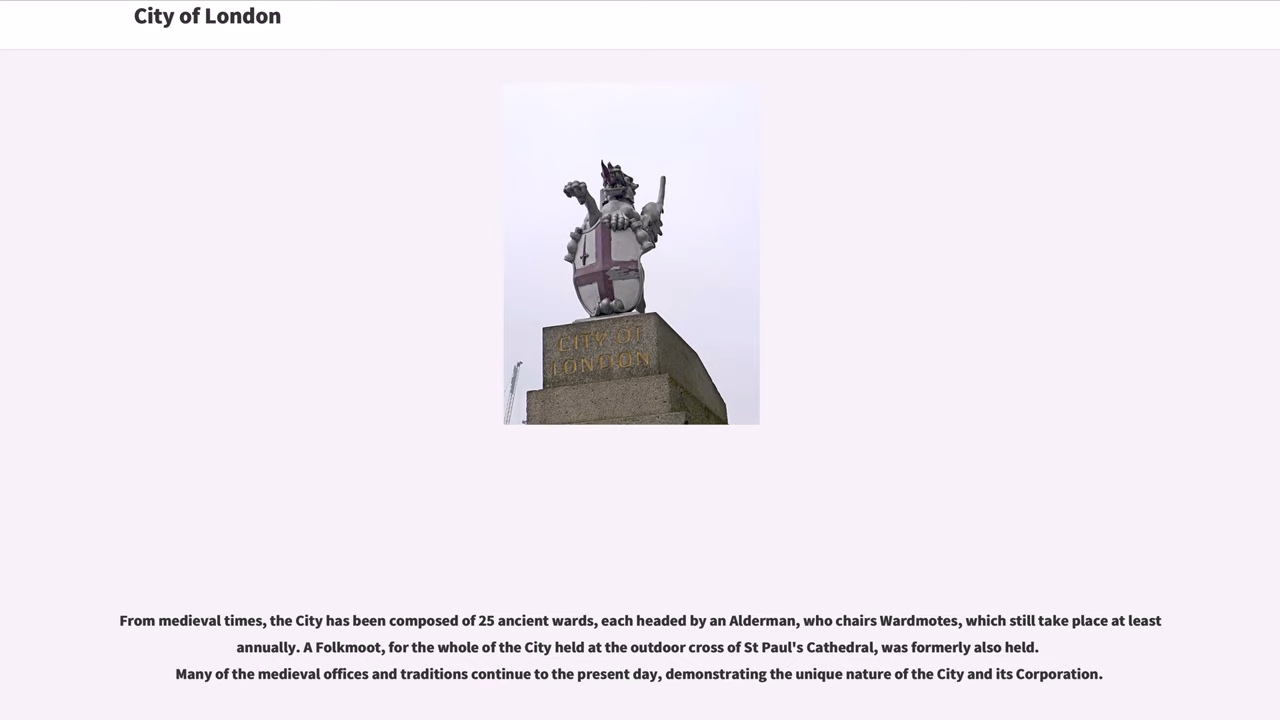 City of London
CITY OF
LONDON
From medieval times, the City has been composed of 25 ancient wards, each headed by an Alderman, who chairs Wardmotes, which still take place at least
annually. A Folkmoot, for the whole of the City held at the outdoor cross of St Paul's Cathedral, was formerly also held.
Many of the medieval offices and traditions continue to the present day, demonstrating the unique nature of the City and its Corporation.